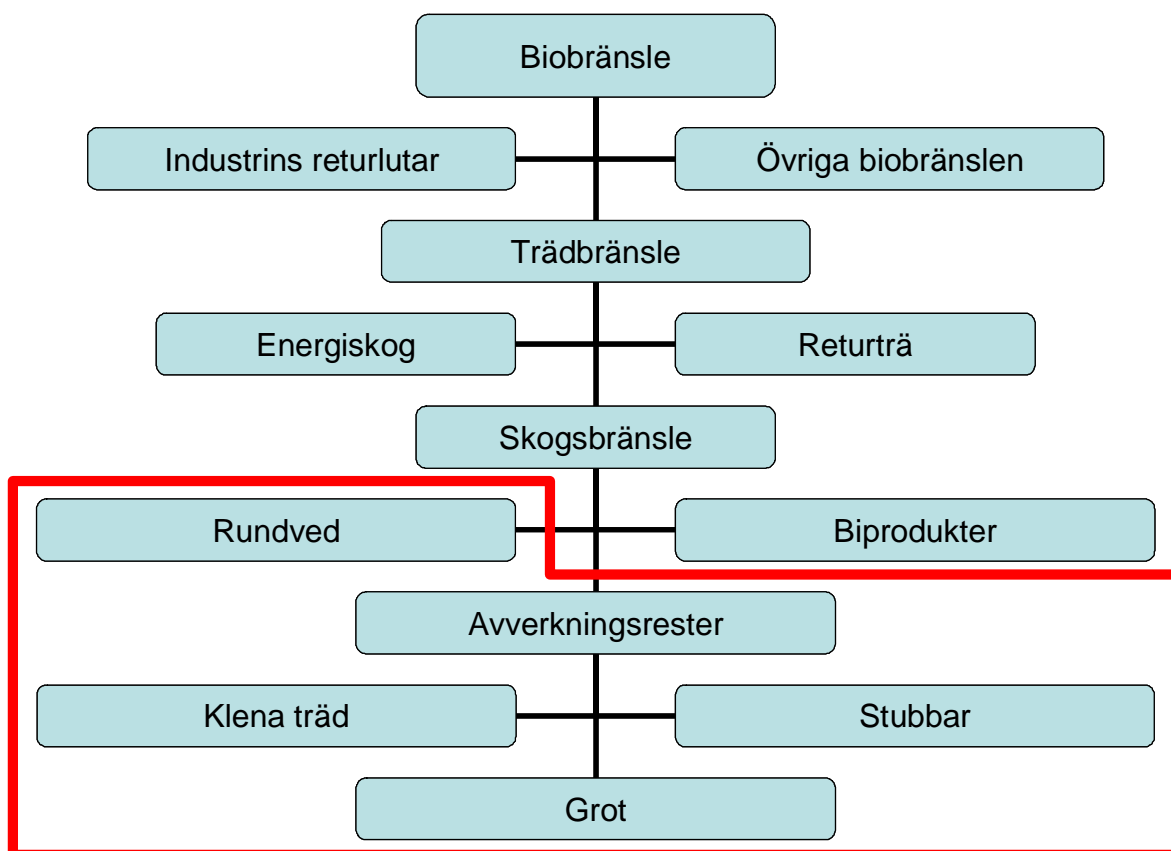 Biobränsle
Industrins returlutar
Övriga biobränslen
Trädbränsle
Energiskog
Returträ
Skogsbränsle
Rundved
Biprodukter
Avverkningsrester
Klena träd
Stubbar
Grot